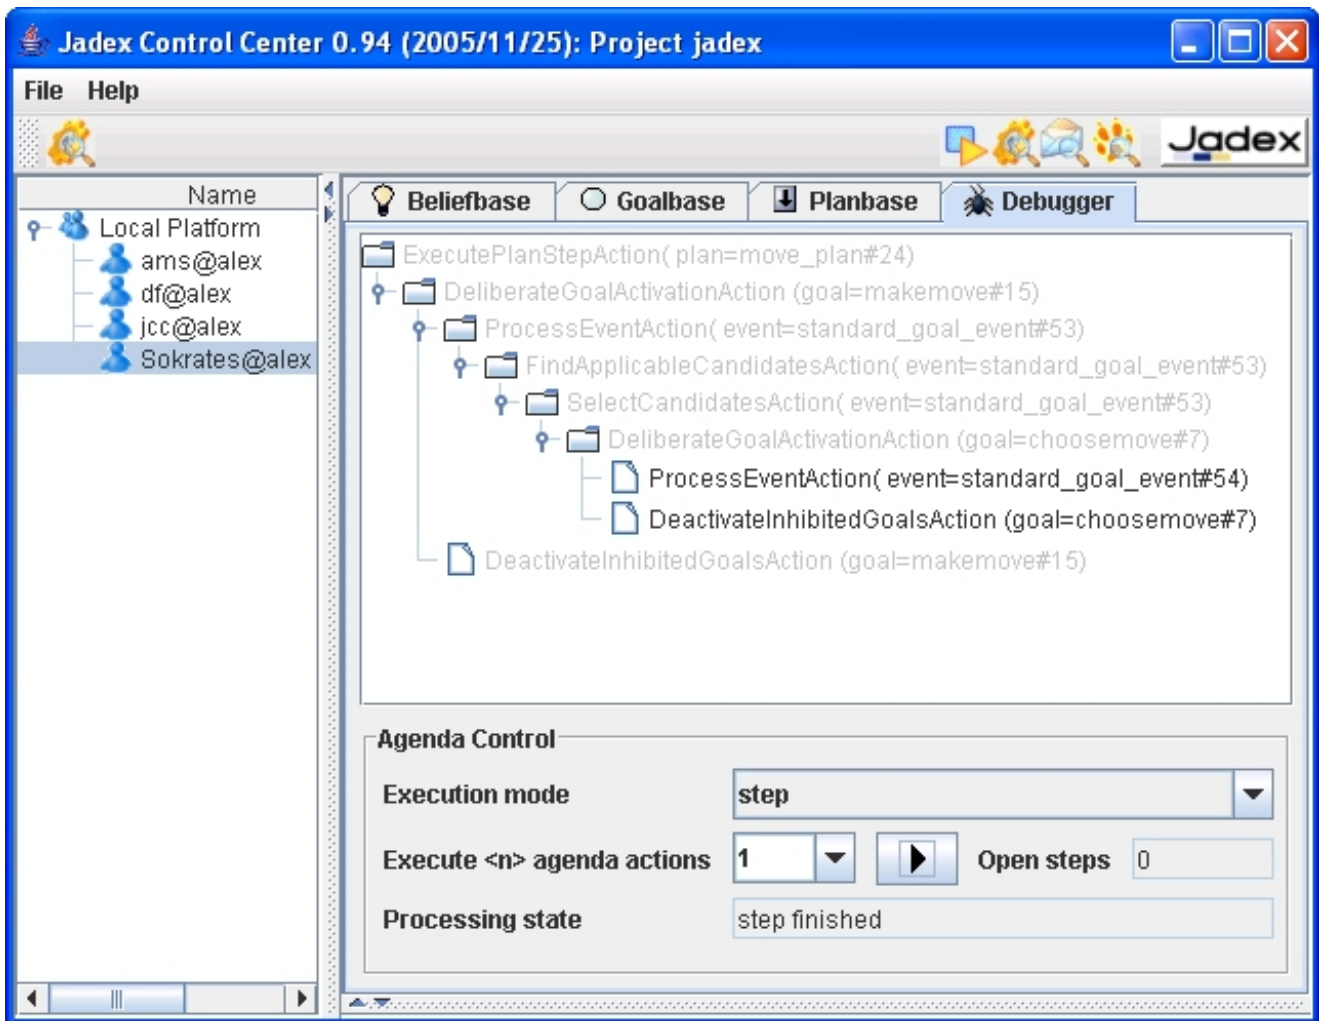 Jadex Control Center 0.94 (2005/11/25): Project jadex
File Help
Jadex
Name
Local Platform
ams@alex
df@alex
jcc@alex
Sokrates@alex
Beliefbase Goalbase Planbase Debugger
ExecutePlanStepAction( plan=move_plan#24)
DeliberateGoalActivationAction (goal=makemove#15)
ProcessEventAction( event=standard_goal_event#53)
FindApplicableCandidatesAction( event=standard_goal_event#53)
SelectCandidatesAction( event=standard_goal_event#53)
DeliberateGoalActivationAction (goal=choosemove#7)
ProcessEventAction( event=standard_goal_event#54)
DeactivateInhibitedGoalsAction (goal=choosemove#7)
DeactivateInhibitedGoalsAction (goal=makemove#15)
Agenda Control
Execution mode step
Execute <n> agenda actions 1 Open steps 0
Processing state step finished